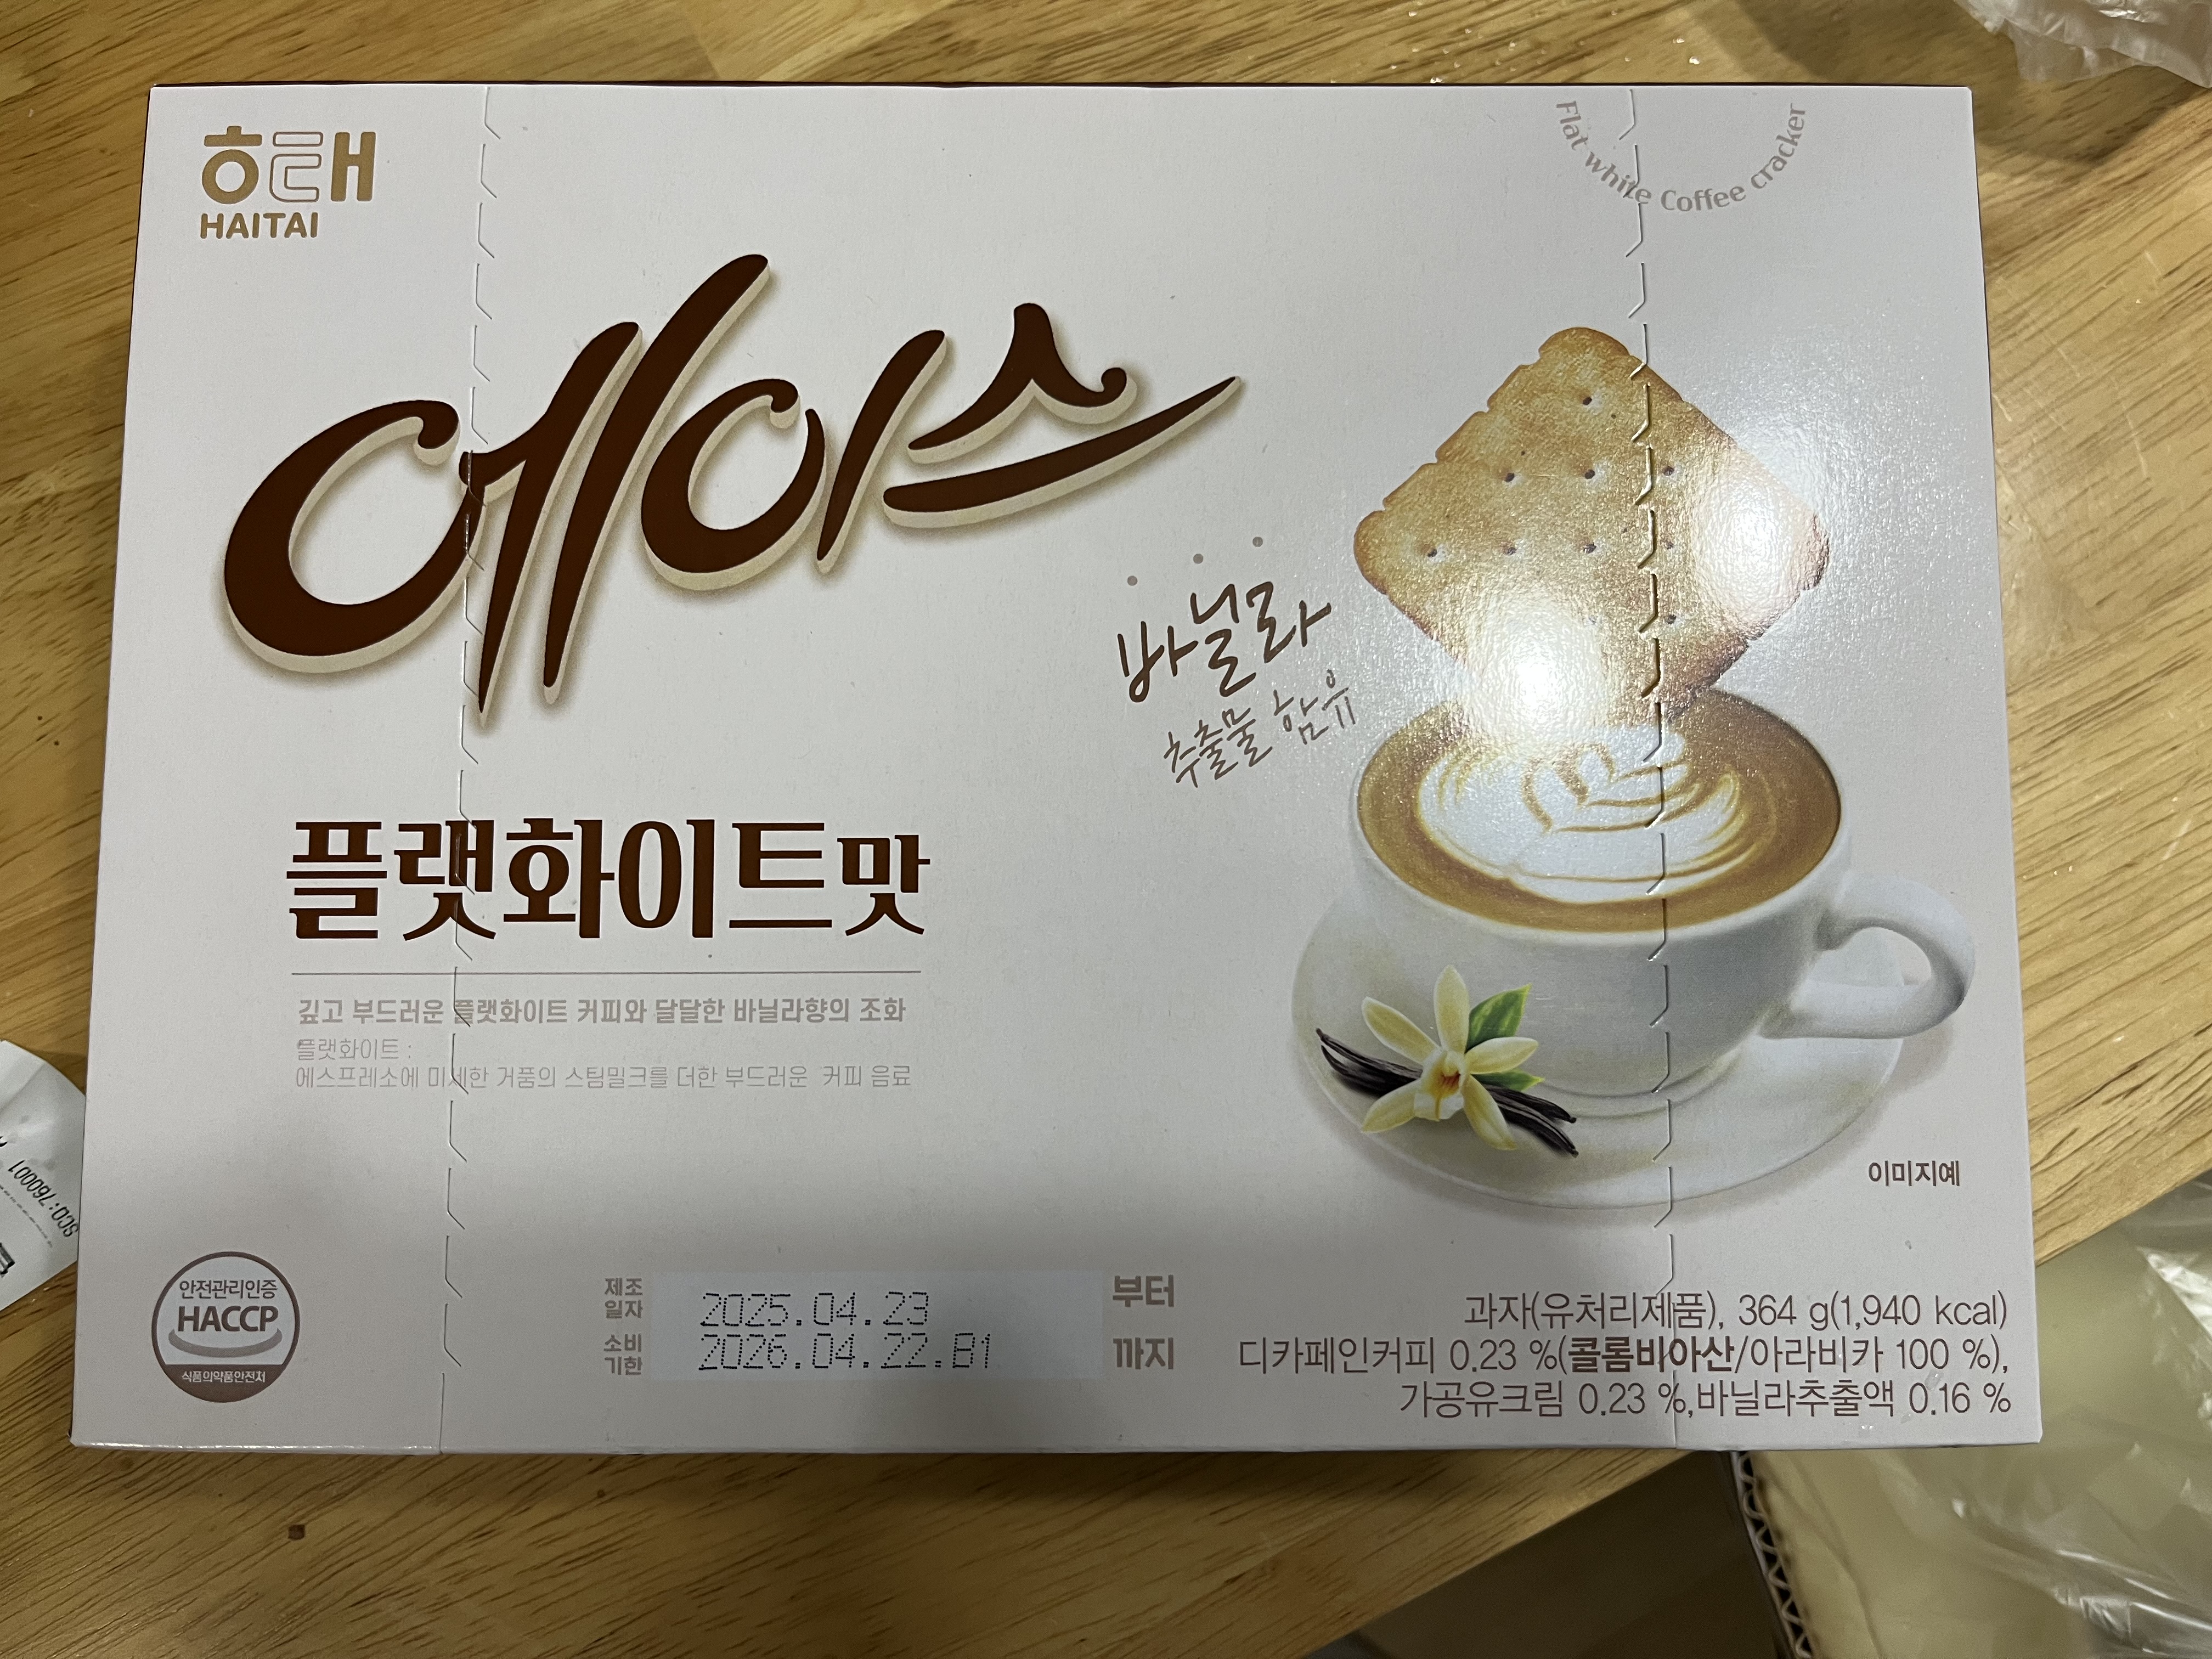 해태
HAITAI
Flat white Coffee cracker
에이스
바닐라
추출물 함유
플랫화이트맛
깊고 부드러운 플랫화이트 커피와 달달한 바닐라향의 조화
플랫화이트 :
에스프레소에 미세한 거품의 스팀밀크를 더한 부드러운 커피 음료
이미지예
안전관리인증
HACCP
식품의약품안전처
제조
일자
2025.04.23
부터
소비
기한
2026.04.22.B1
까지
과자(유처리제품), 364 g(1,940 kcal)
디카페인커피 0.23 %(콜롬비아산/아라비카 100 %),
가공유크림 0.23 %,바닐라추출액 0.16 %
SCO:760001